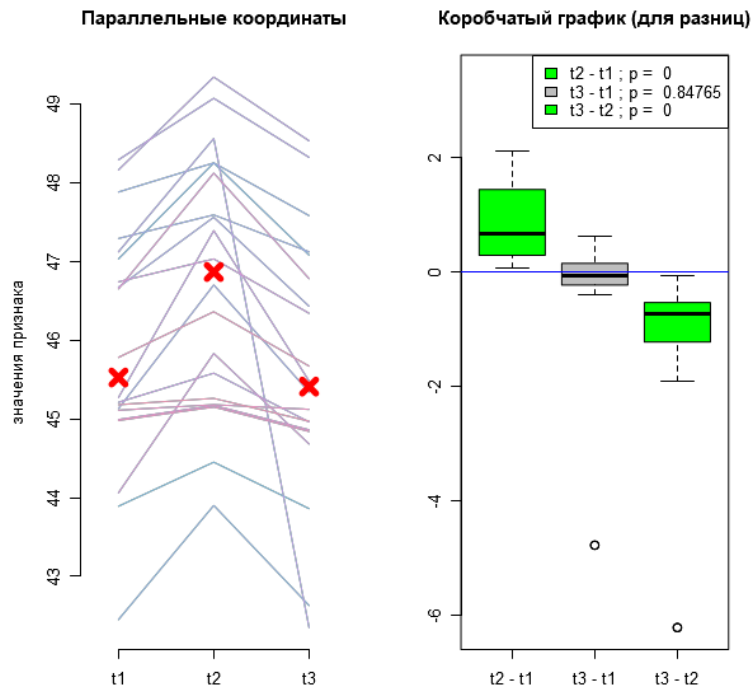 Параллельные координаты
значения признака
49
48
47
46
45
44
43
t1 t2 t3
Коробчатый график (для разниц)
t2 - t1 ; p = 0
t3 - t1 ; p = 0.84765
t3 - t2 ; p = 0
2
0
-2
-4
-6
t2 - t1 t3 - t1 t3 - t2